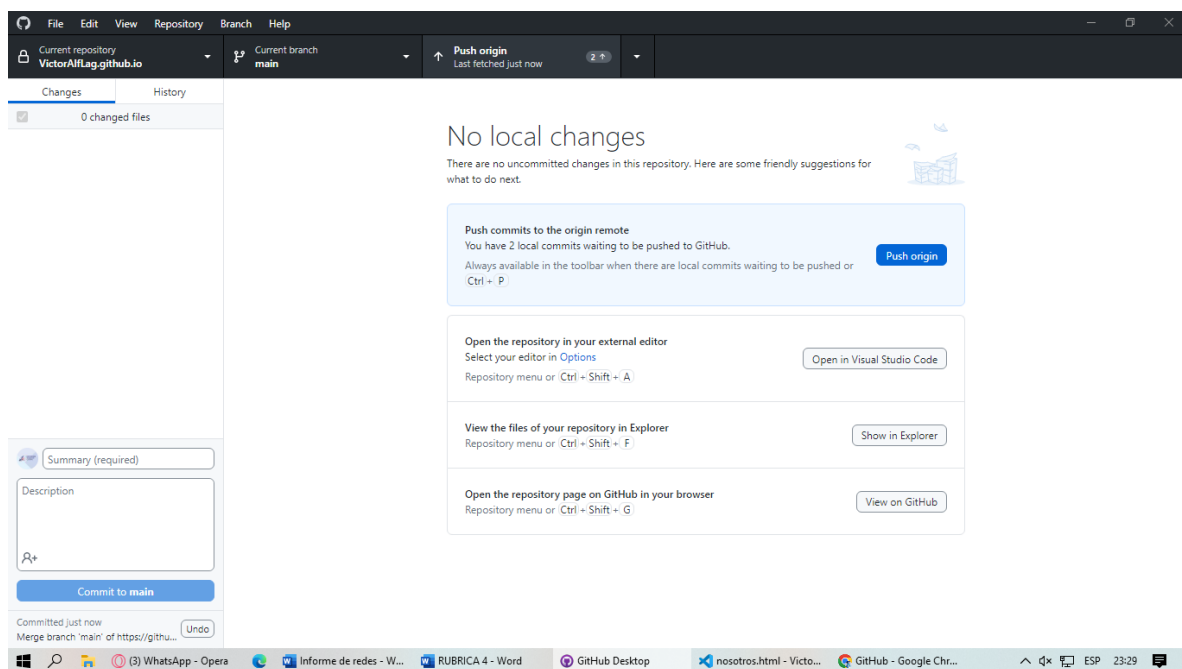 File Edit View Repository Branch Help
Current repository
VictorAlfLag.github.io
Current branch
main
Push origin
Last fetched just now
2
Changes History
0 changed files
No local changes
There are no uncommitted changes in this repository. Here are some friendly suggestions for
what to do next.
Push commits to the origin remote
You have 2 local commits waiting to be pushed to GitHub.
Always available in the toolbar when there are local commits waiting to be pushed or
Ctrl + P
Push origin
Open the repository in your external editor
Select your editor in Options
Repository menu or Ctrl + Shift + A
Open in Visual Studio Code
View the files of your repository in Explorer
Repository menu or Ctrl + Shift + F
Show in Explorer
Open the repository page on GitHub in your browser
Repository menu or Ctrl + Shift + G
View on GitHub
Summary (required)
Description
Commit to main
Committed just now
Merge branch 'main' of https://githu...
Undo
(3) WhatsApp - Opera Informe de redes - W... RUBRICA 4 - Word GitHub Desktop nosotros.html - Victo... GitHub - Google Chr... ESP 23:29